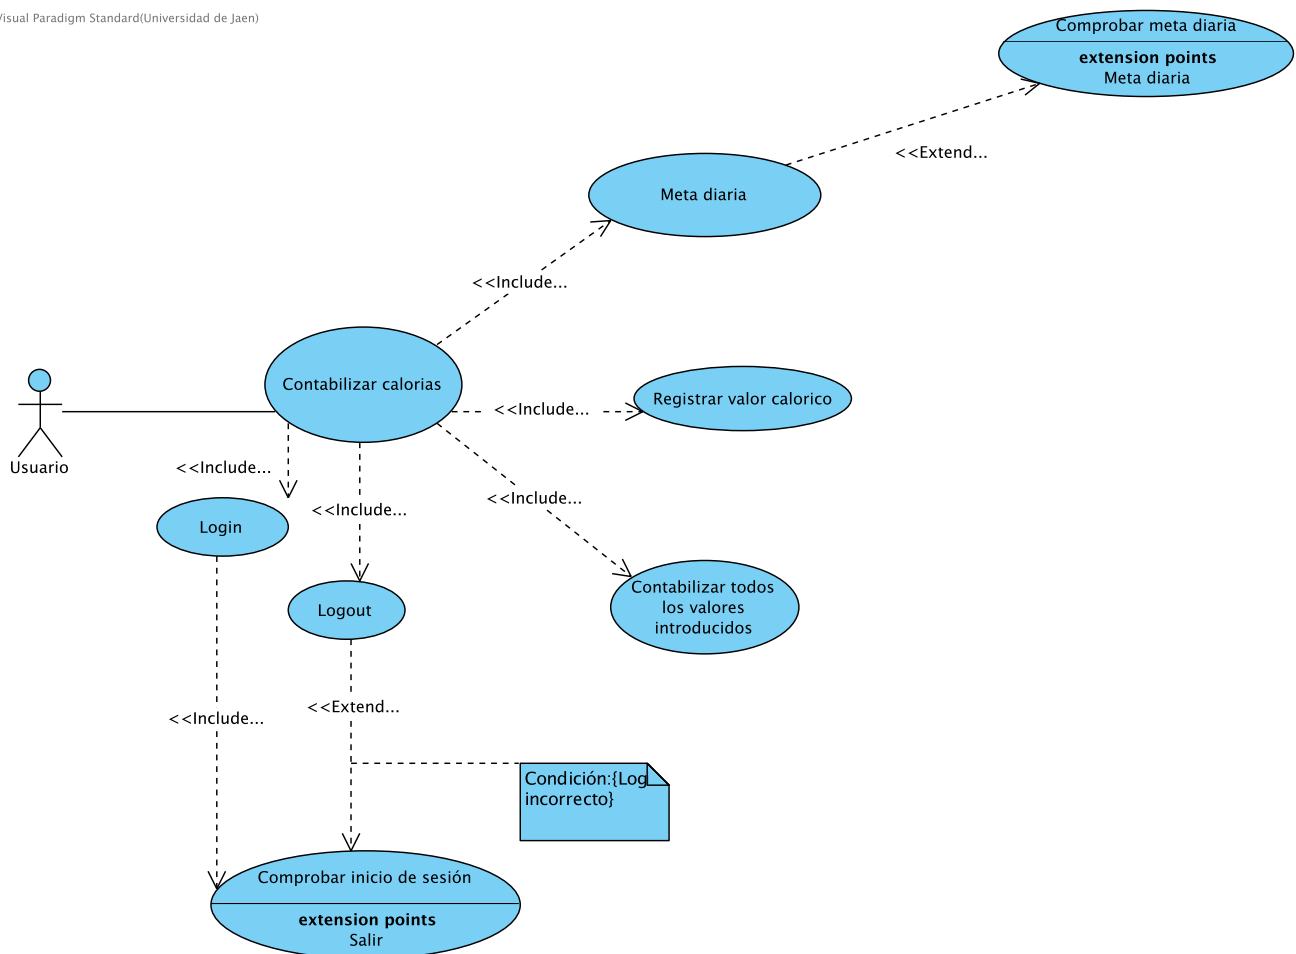 Visual Paradigm Standard(Universidad de Jaen)
Comprobar meta diaria
extension points
Meta diaria
<<Extend...
Meta diaria
<<Include...
Contabilizar calorias
Registrar valor calorico
<<Include...
Usuario
<<Include...
<<Include...
<<Include...
Login
Contabilizar todos
los valores
introducidos
Logout
<<Extend...
<<Include...
Condición:{Log
incorrecto}
Comprobar inicio de sesión
extension points
Salir